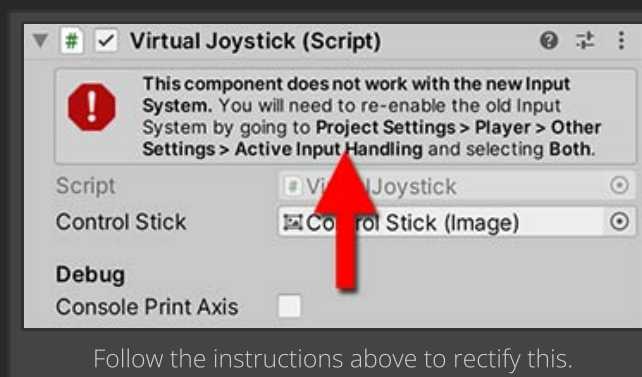 Virtual Joystick (Script)
This component does not work with the new Input
System. You will need to re-enable the old Input
System by going to Project Settings > Player > Other
Settings > Active Input Handling and selecting Both.
Script
Joystick
Control Stick
Stick (Image)
Debug
Console Print Axis
Follow the instructions above to rectify this.